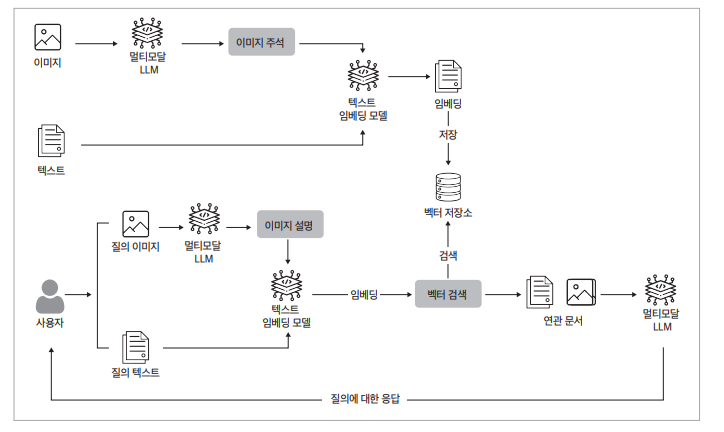 이미지
멀티모달
LLM
이미지 주석
텍스트
임베딩 모델
임베딩
저장
텍스트
벡터 저장소
질의 이미지
멀티모달
LLM
이미지 설명
검색
사용자
텍스트
임베딩 모델
임베딩
벡터 검색
연관 문서
멀티모달
LLM
질의 텍스트
질의에 대한 응답